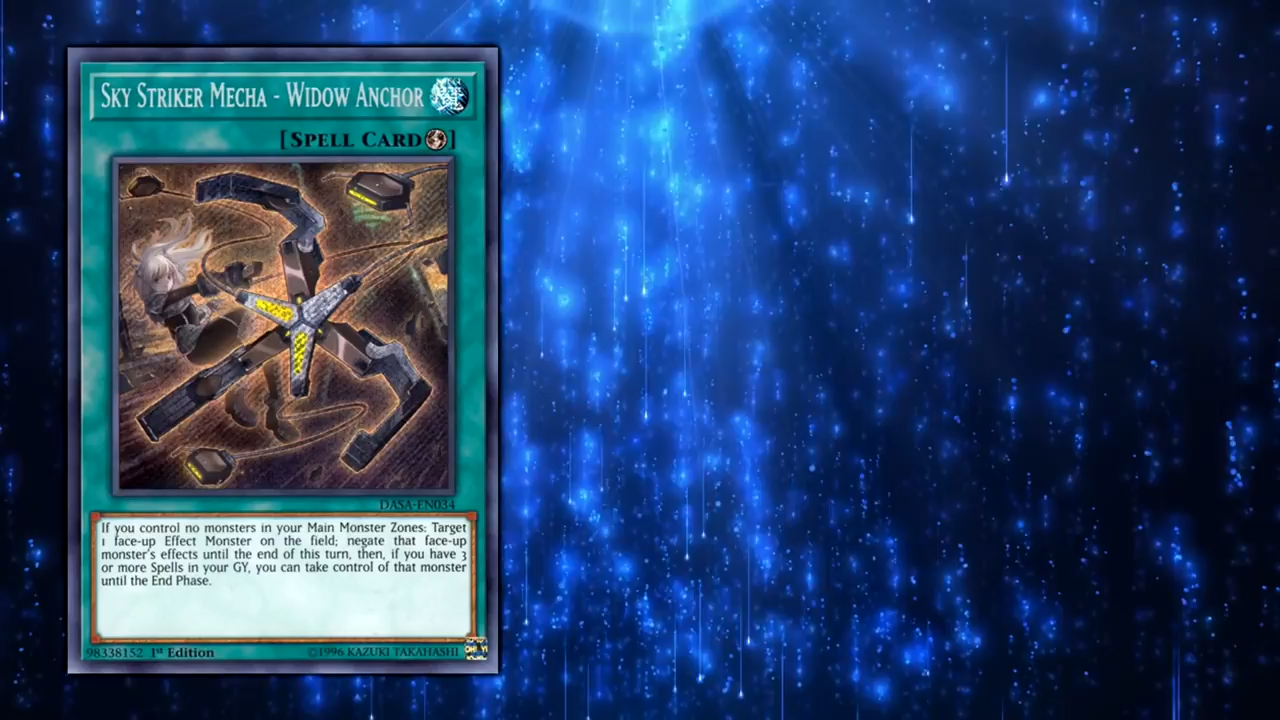 SKY STRIKER MECHA - WIDOW ANCHOR
[SPELL CARD]
DASA-EN034
If you control no monsters in your Main Monster Zones: Target
1 face-up Effect Monster on the field; negate that face-up
monster's effects until the end of this turn, then, if you have 3
or more Spells in your GY, you can take control of that monster
until the End Phase.
98338152 1st Edition
©1996 KAZUKI TAKAHASHI